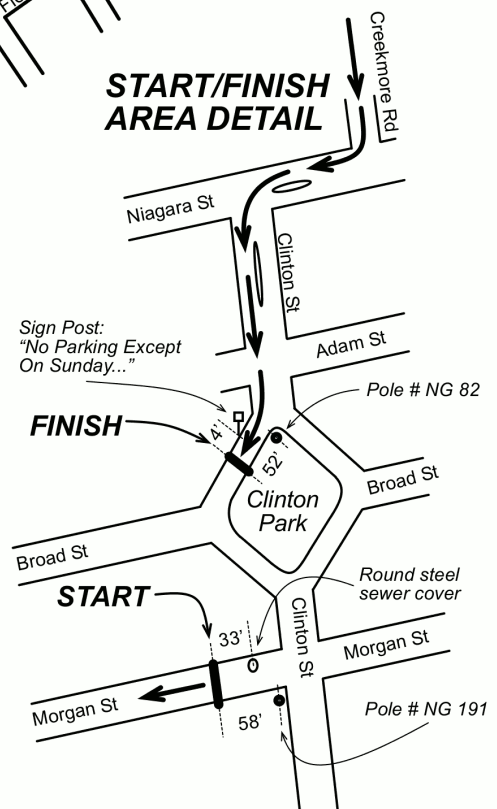 START/FINISH
AREA DETAIL
Creekmore Rd
Niagara St
Clinton St
Adam St
Sign Post:
“No Parking Except
On Sunday...”
Pole # NG 82
FINISH
4’
52’
Clinton
Park
Broad St
Broad St
Round steel
sewer cover
START
33’
Clinton St
Morgan St
Morgan St
58’
Pole # NG 191